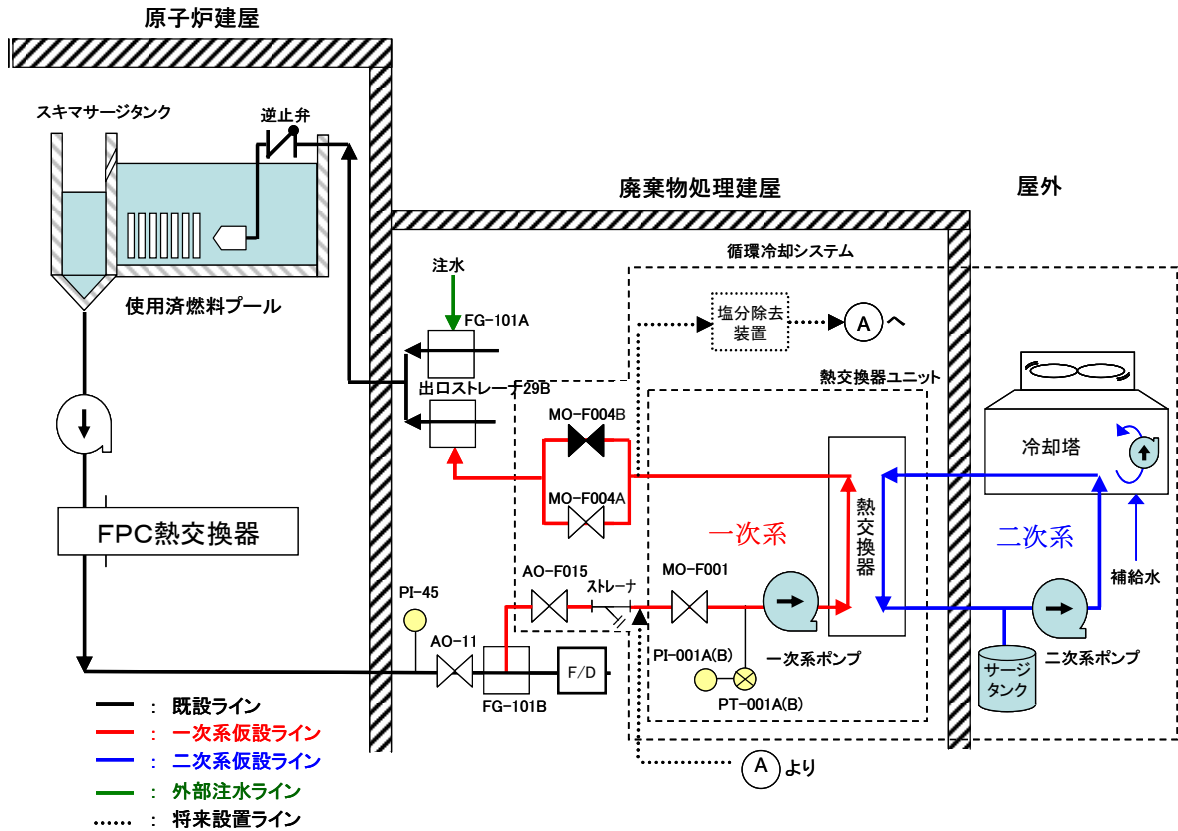 原子炉建屋
スキマサージタンク
逆止弁
使用済燃料プール
廃棄物処理建屋
屋外
循環冷却システム
注水
FG-101A
塩分除去
装置
A
へ
出口ストレーナ29B
熱交換器ユニット
MO-F004B
MO-F004A
冷却塔
熱交換器
一次系
二次系
補給水
FPC熱交換器
AO-F015
ストレーナ
MO-F001
PI-45
AO-11
F/D
FG-101B
PI-001A(B)
PT-001A(B)
一次系ポンプ
二次系ポンプ
サージ
タンク
A
より
： 既設ライン
： 一次系仮設ライン
： 二次系仮設ライン
： 外部注水ライン
： 将来設置ライン